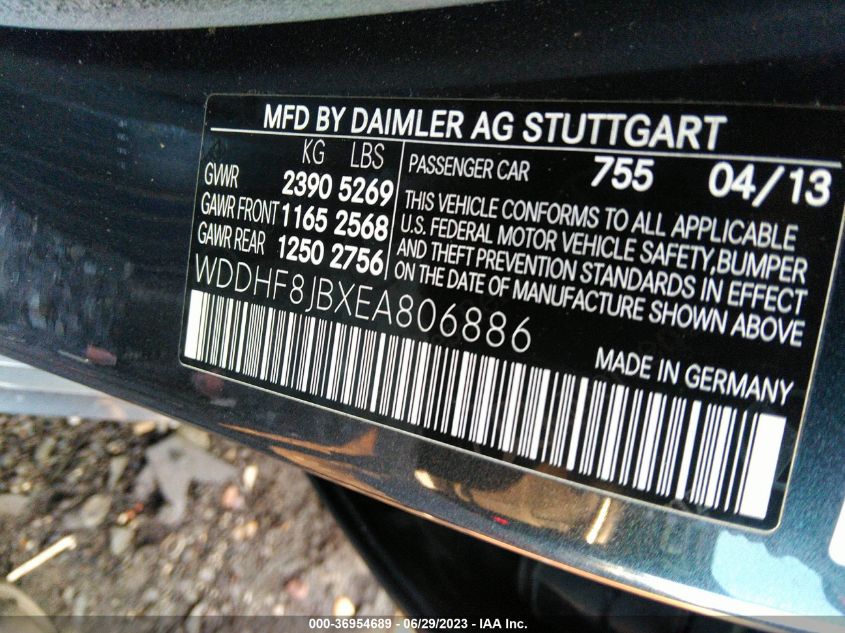 MFD BY DAIMLER AG STUTTGART
KG LBS
GVWR 2390 5269
GAWR FRONT 1165 2568
GAWR REAR 1250 2756
PASSENGER CAR 755 04/13
THIS VEHICLE CONFORMS TO ALL APPLICABLE
U.S. FEDERAL MOTOR VEHICLE SAFETY,BUMPER
AND THEFT PREVENTION STANDARDS IN EFFECT
ON THE DATE OF MANUFACTURE SHOWN ABOVE
WDDHF8JBXEA806886
MADE IN GERMANY
000-36954689 - 06/29/2023 - IAA Inc.